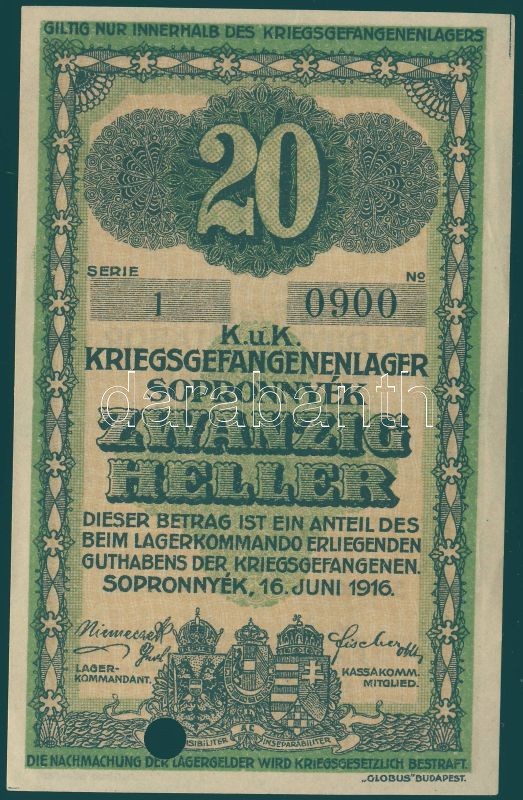 GILTIG NUR INNERHALB DES KRIEGSGEFANGENENLAGERS
20
SERIE No
1 0900
K.u.K.
KRIEGSGEFANGENENLAGER
SOPRONNYÉK
darabanth
ZWANZIG
HELLER
DIESER BETRAG IST EIN ANTEIL DES
BEIM LAGERKOMMANDO ERLIEGENDEN
GUTHABENS DER KRIEGSGEFANGENEN.
SOPRONNYÉK, 16. JUNI 1916.
LAGER-
KOMMANDANT.
KASSAKOMM.
MITGLIED.
INSEPARABILITER
DIE NACHMACHUNG DER LAGERGELDER WIRD KRIEGSGESETZLICH BESTRAFT.
„GLOBUS” BUDAPEST.